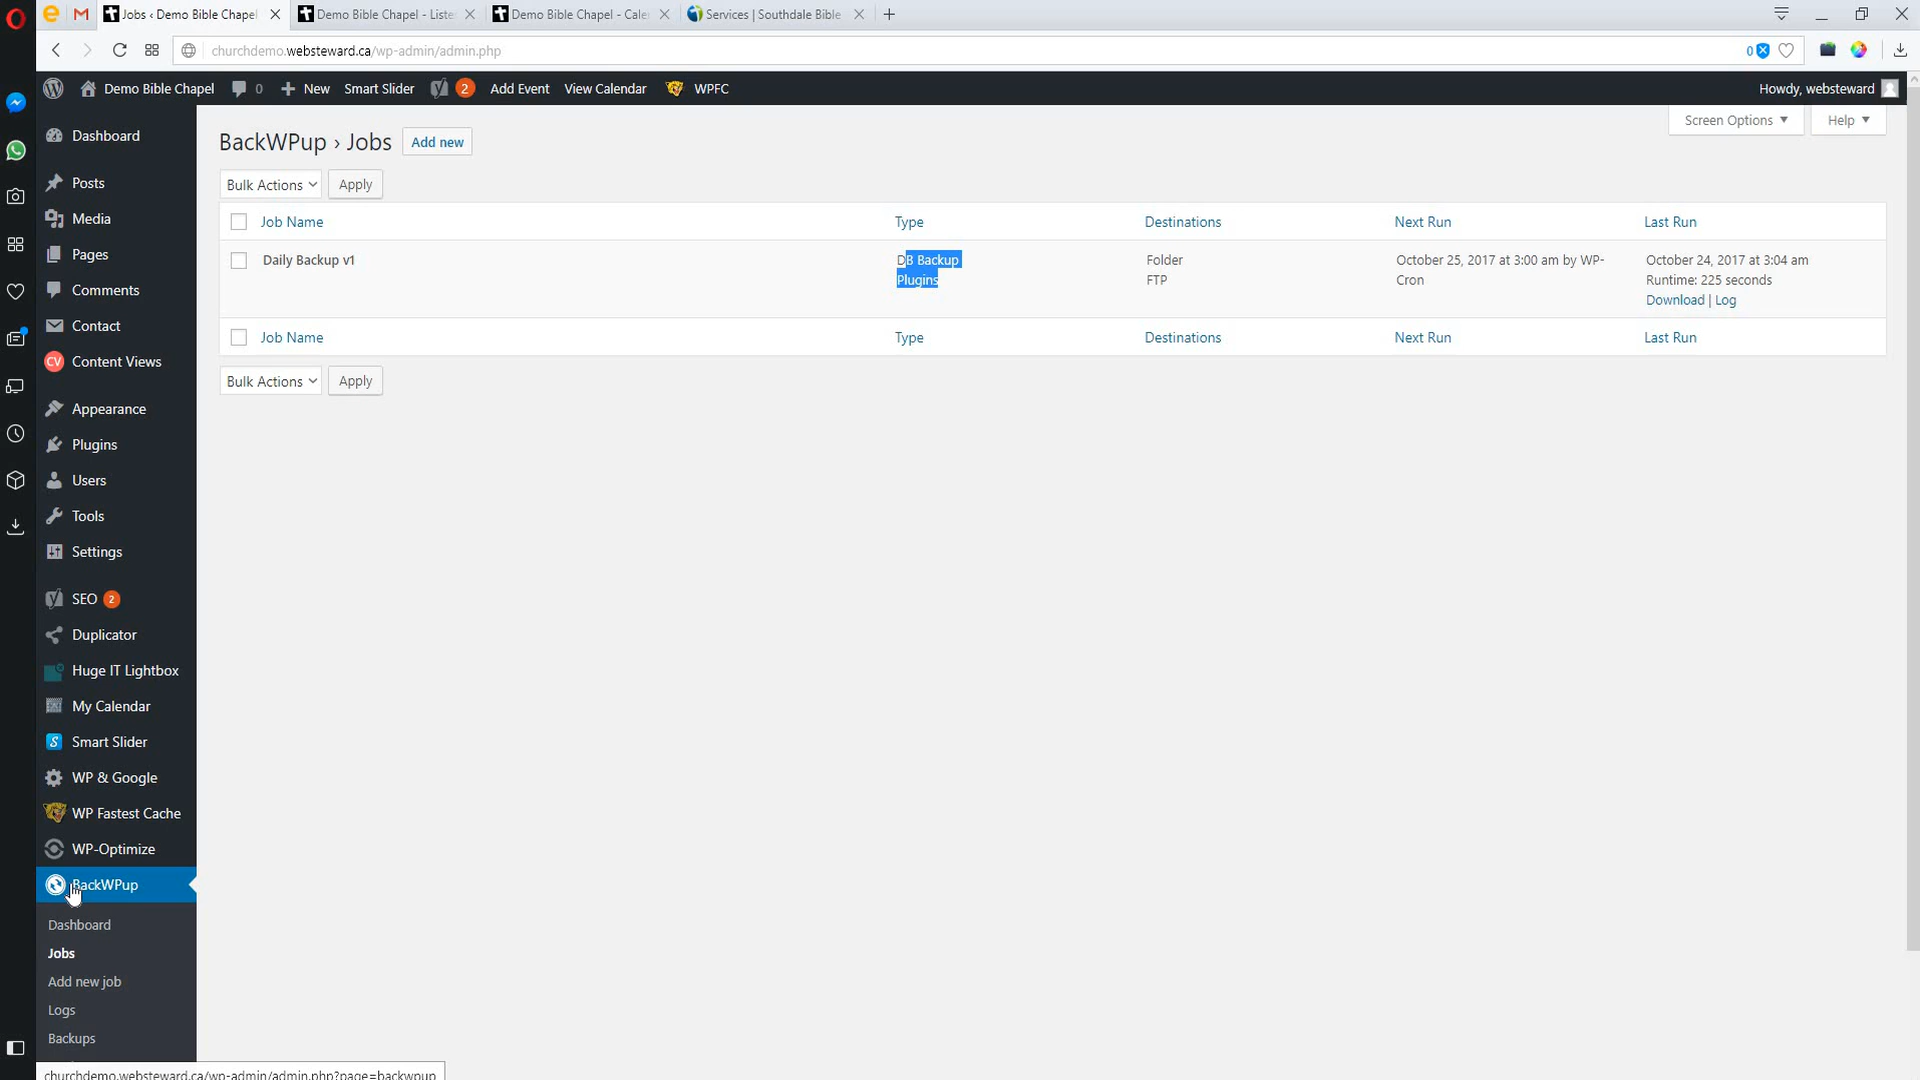 Jobs ‹ Demo Bible Chapel
Demo Bible Chapel - Liste
Demo Bible Chapel - Cale
Services | Southdale Bible
churchdemo.websteward.ca/wp-admin/admin.php
0
Demo Bible Chapel
0
New
Smart Slider
2
Add Event
View Calendar
WPFC
Howdy, websteward
Screen Options
Help
Dashboard
Posts
Media
Pages
Comments
Contact
CV Content Views
Appearance
Plugins
Users
Tools
Settings
SEO 2
Duplicator
Huge IT Lightbox
My Calendar
Smart Slider
WP & Google
WP Fastest Cache
WP-Optimize
BackWPup
Dashboard
Jobs
Add new job
Logs
Backups
BackWPup › Jobs
Add new
Bulk Actions
Apply
Job Name
Type
Destinations
Next Run
Last Run
Daily Backup v1
DB Backup
Plugins
Folder
FTP
October 25, 2017 at 3:00 am by WP-
Cron
October 24, 2017 at 3:04 am
Runtime: 225 seconds
Download | Log
Job Name
Type
Destinations
Next Run
Last Run
Bulk Actions
Apply
churchdemo.websteward.ca/wp-admin/admin.php?page=backwpup